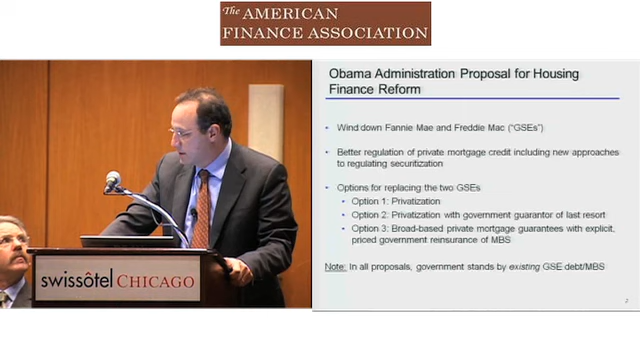 The AMERICAN
FINANCE ASSOCIATION
Obama Administration Proposal for Housing
Finance Reform
Wind down Fannie Mae and Freddie Mac ("GSEs")
Better regulation of private mortgage credit including new approaches
to regulating securitization
Options for replacing the two GSEs
Option 1: Privatization
Option 2: Privatization with government guarantor of last resort
Option 3: Broad-based private mortgage guarantees with explicit,
priced government reinsurance of MBS
Note: In all proposals, government stands by existing GSE debt/MBS
2
swissôtel CHICAGO